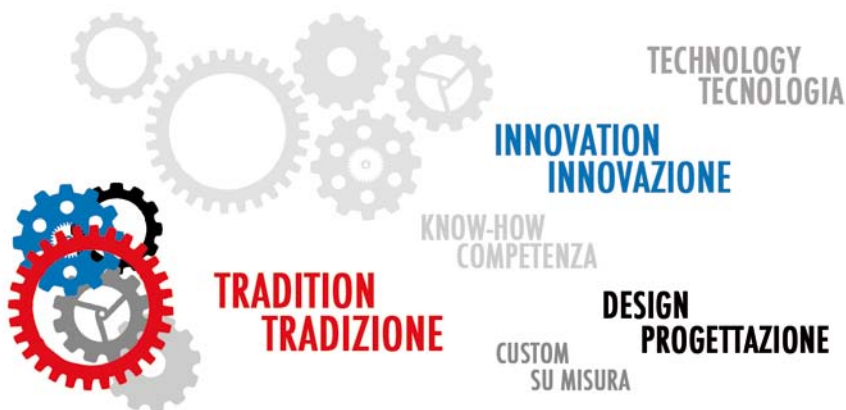 TECHNOLOGY
TECNOLOGIA
INNOVATION
INNOVAZIONE
KNOW-HOW
COMPETENZA
TRADITION
TRADIZIONE
DESIGN
PROGETTAZIONE
CUSTOM
SU MISURA